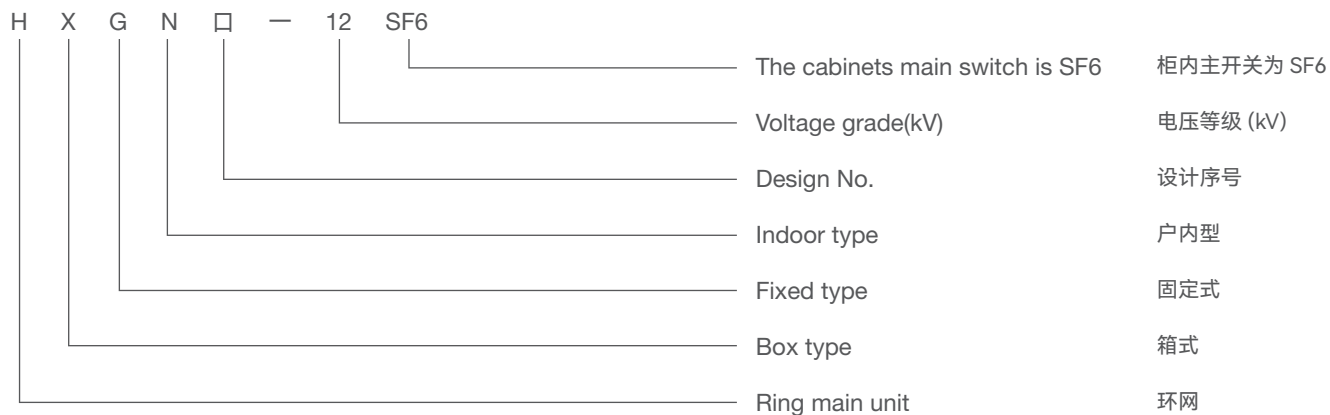 H X G N 口 — 12 SF6
The cabinets main switch is SF6 柜内主开关为 SF6
Voltage grade(kV) 电压等级 (kV)
Design No. 设计序号
Indoor type 户内型
Fixed type 固定式
Box type 箱式
Ring main unit 环网